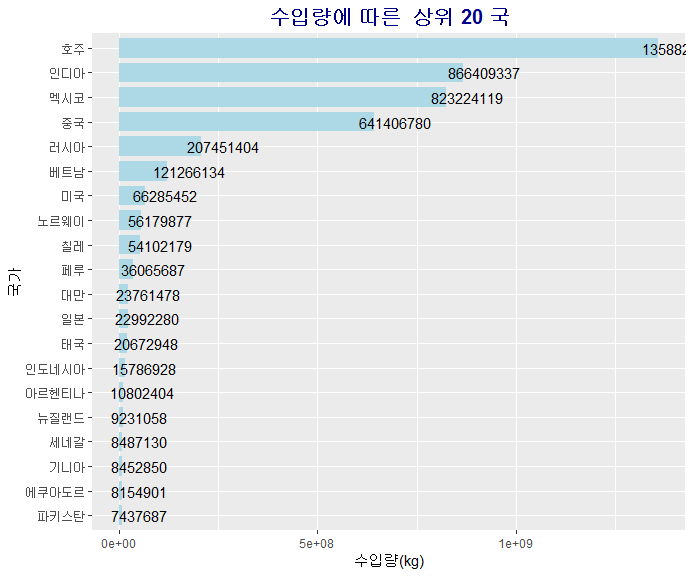 수입량에 따른 상위 20 국
국가
호주 135882
인디아 866409337
멕시코 823224119
중국 641406780
러시아 207451404
베트남 121266134
미국 66285452
노르웨이 56179877
칠레 54102179
페루 36065687
대만 23761478
일본 22992280
태국 20672948
인도네시아 15786928
아르헨티나 10802404
뉴질랜드 9231058
세네갈 8487130
기니아 8452850
에쿠아도르 8154901
파키스탄 7437687
0e+00 5e+08 1e+09
수입량(kg)